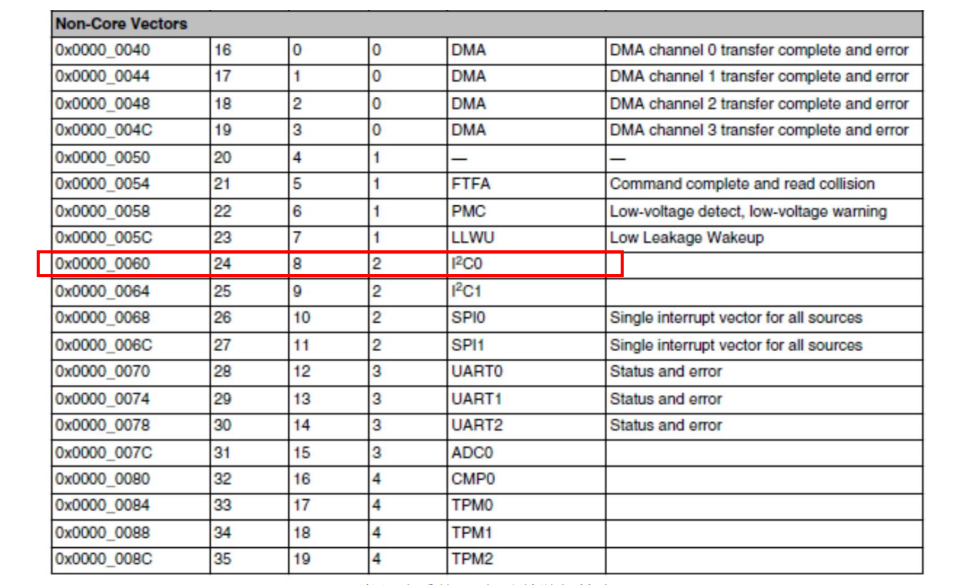 Non-Core Vectors
0x0000_0040 16 0 0 DMA DMA channel 0 transfer complete and error
0x0000_0044 17 1 0 DMA DMA channel 1 transfer complete and error
0x0000_0048 18 2 0 DMA DMA channel 2 transfer complete and error
0x0000_004C 19 3 0 DMA DMA channel 3 transfer complete and error
0x0000_0050 20 4 1 — —
0x0000_0054 21 5 1 FTFA Command complete and read collision
0x0000_0058 22 6 1 PMC Low-voltage detect, low-voltage warning
0x0000_005C 23 7 1 LLWU Low Leakage Wakeup
0x0000_0060 24 8 2 I²C0
0x0000_0064 25 9 2 I²C1
0x0000_0068 26 10 2 SPI0 Single interrupt vector for all sources
0x0000_006C 27 11 2 SPI1 Single interrupt vector for all sources
0x0000_0070 28 12 3 UART0 Status and error
0x0000_0074 29 13 3 UART1 Status and error
0x0000_0078 30 14 3 UART2 Status and error
0x0000_007C 31 15 3 ADC0
0x0000_0080 32 16 4 CMP0
0x0000_0084 33 17 4 TPM0
0x0000_0088 34 18 4 TPM1
0x0000_008C 35 19 4 TPM2